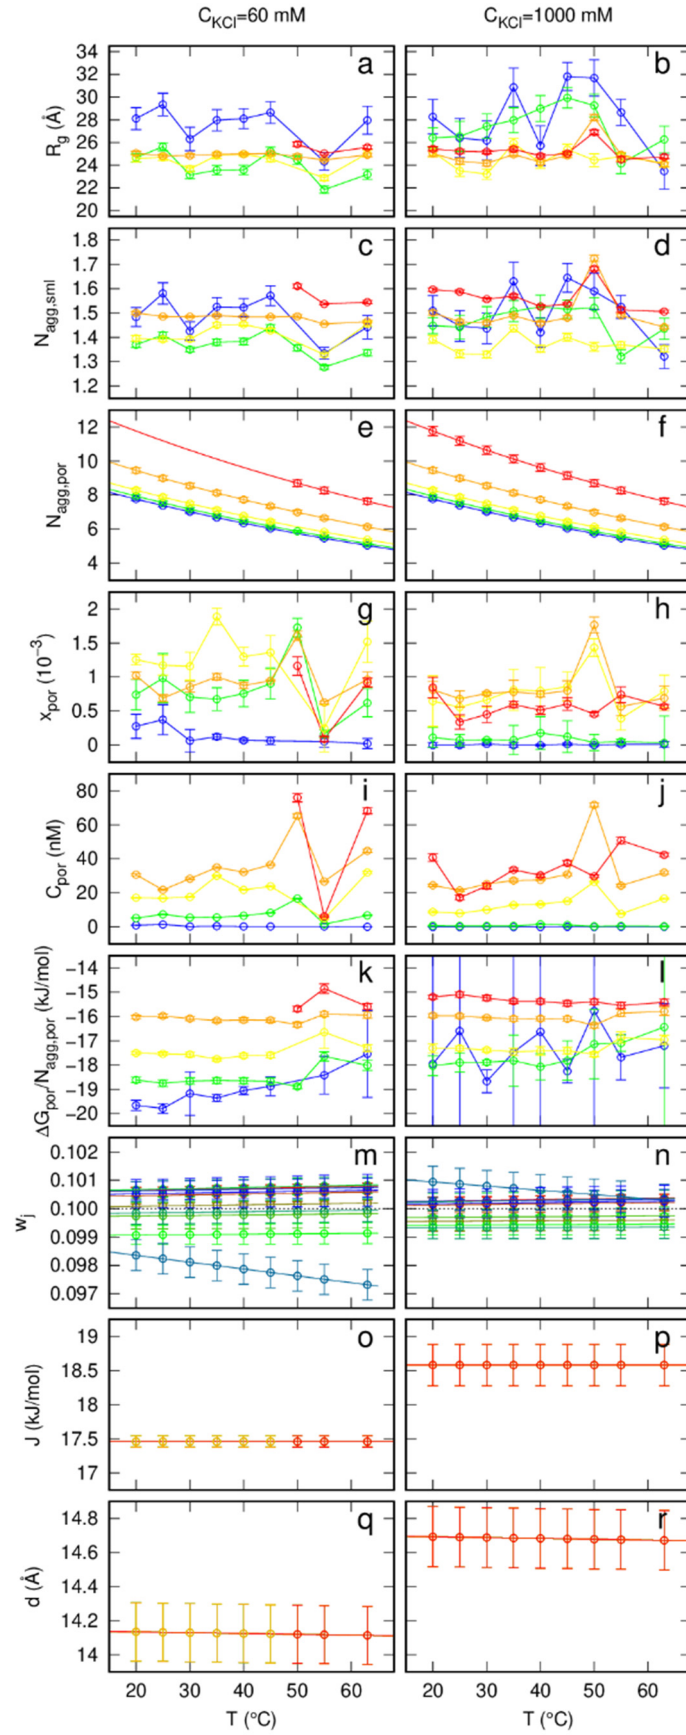 C_KCl=60 mM C_KCl=1000 mM
34
32
30
28
26
24
22
20
R_g (Å)
a b
1.8
1.7
1.6
1.5
1.4
1.3
1.2
N_agg,sml
c d
12
10
8
6
4
N_agg,por
e f
2
1.5
1
0.5
0
x_por (10^−3)
g h
80
60
40
20
0
C_por (nM)
i j
−14
−15
−16
−17
−18
−19
−20
ΔG_por/N_agg,por (kJ/mol)
k l
0.102
0.101
0.100
0.099
0.098
0.097
w_j
m n
19
18.5
18
17.5
17
J (kJ/mol)
o p
14.8
14.6
14.4
14.2
14
d (Å)
q r
20 30 40 50 60 20 30 40 50 60
T (°C) T (°C)